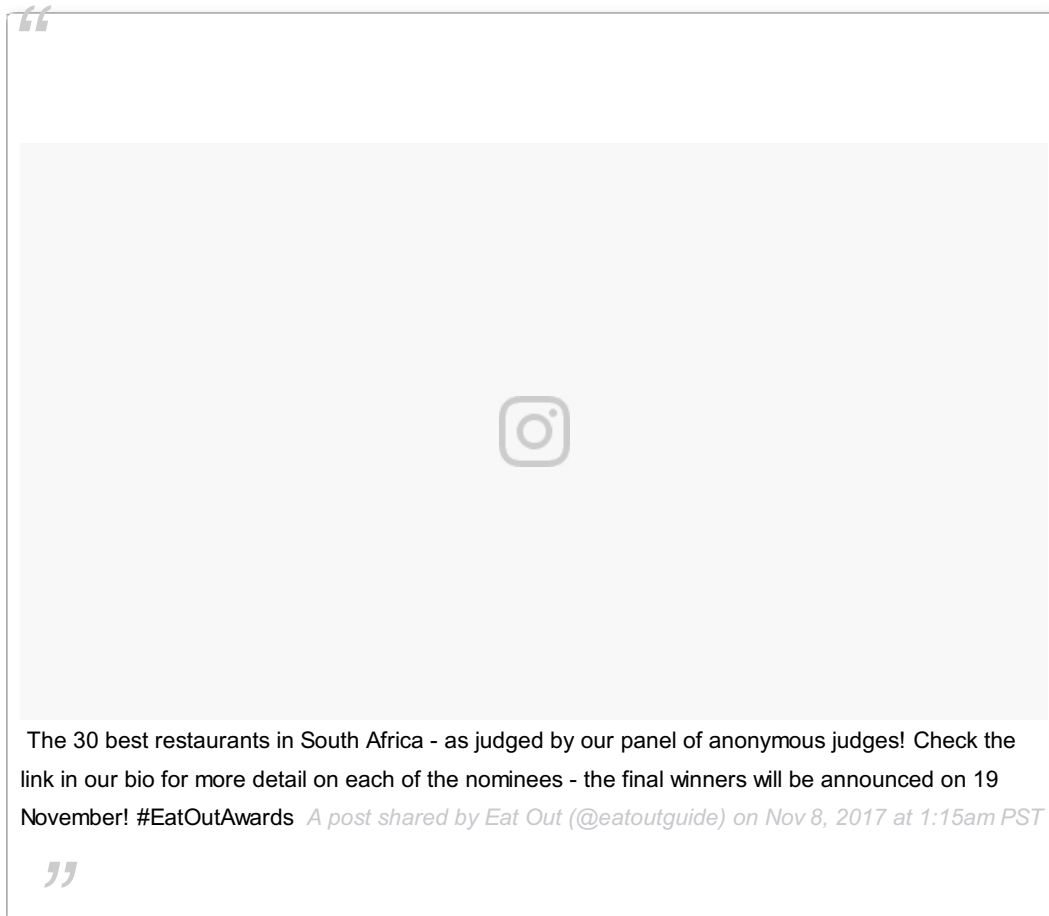 “
The 30 best restaurants in South Africa - as judged by our panel of anonymous judges! Check the
link in our bio for more detail on each of the nominees - the final winners will be announced on 19
November! #EatOutAwards A post shared by Eat Out (@eatoutguide) on Nov 8, 2017 at 1:15am PST
”